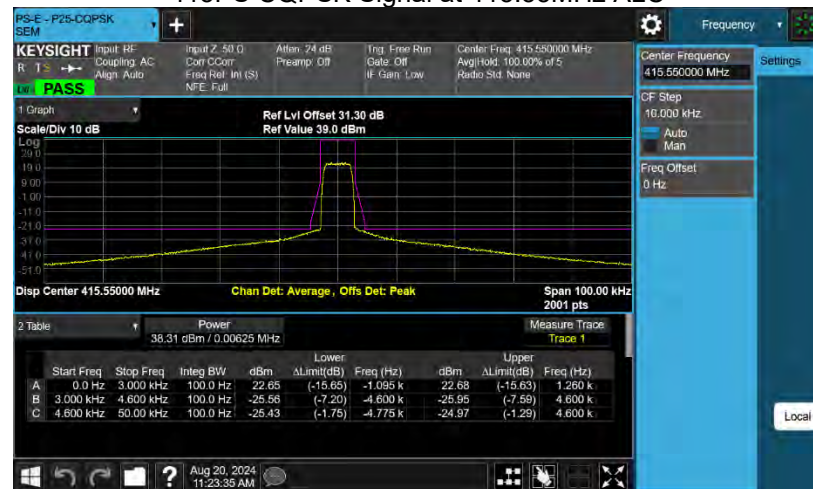 PS-E - P25-CQPSK
SEM
Frequency
KEYSIGHT Input: RF Input Z: 50 Ω Atten: 24 dB Trig: Free Run Center Freq: 415.550000 MHz
Coupling: AC Corr CCorr Preamp: Off Gate: Off Avg|Hold: 100.00% of 5
Align: Auto Freq Ref: Int (S) IF Gain: Low Radio Std: None
NFE: Full
PASS
Center Frequency
415.550000 MHz
Settings
CF Step
10.000 kHz
Auto
Man
Freq Offset
0 Hz
1 Graph
Scale/Div 10 dB
Ref Lvl Offset 31.30 dB
Ref Value 39.0 dBm
Log
29.0
19.0
9.00
-1.00
-11.0
-21.0
-31.0
-41.0
-51.0
Disp Center 415.55000 MHz Chan Det: Average, Offs Det: Peak Span 100.00 kHz
2001 pts
2 Table
Power
38.31 dBm / 0.00625 MHz
Measure Trace
Trace 1
Lower Upper
Start Freq Stop Freq Integ BW dBm ΔLimit(dB) Freq (Hz) dBm ΔLimit(dB) Freq (Hz)
A 0.0 Hz 3.000 kHz 100.0 Hz 22.65 (-15.65) -1.095 k 22.68 (-15.63) 1.260 k
B 3.000 kHz 4.600 kHz 100.0 Hz -25.56 (-7.20) -4.600 k -25.95 (-7.59) 4.600 k
C 4.600 kHz 50.00 kHz 100.0 Hz -25.43 (-1.75) -4.775 k -24.97 (-1.29) 4.600 k
Local
Aug 20, 2024
11:23:35 AM